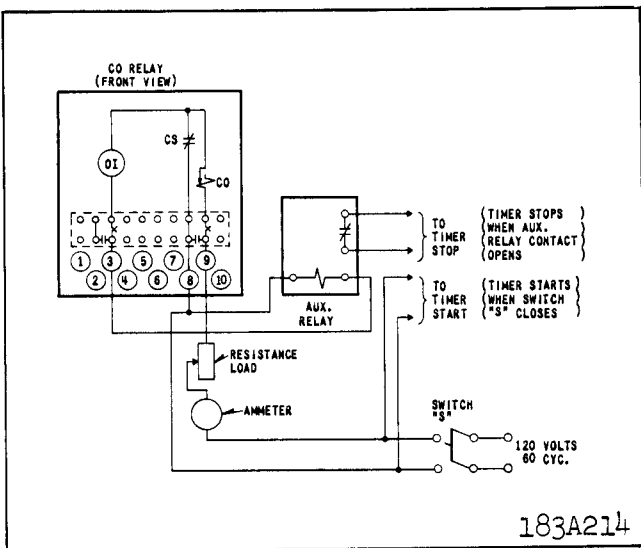 CO RELAY
(FRONT VIEW)
CS
OI
CO
1 3 5 7 9
2 4 6 8 10
AUX.
RELAY
TO
TIMER
STOP
(TIMER STOPS
WHEN AUX.
RELAY CONTACT
OPENS)
TO
TIMER
START
(TIMER STARTS
WHEN SWITCH
"S" CLOSES)
RESISTANCE
LOAD
AMMETER
SWITCH
"S"
120 VOLTS
60 CYC.
183A214